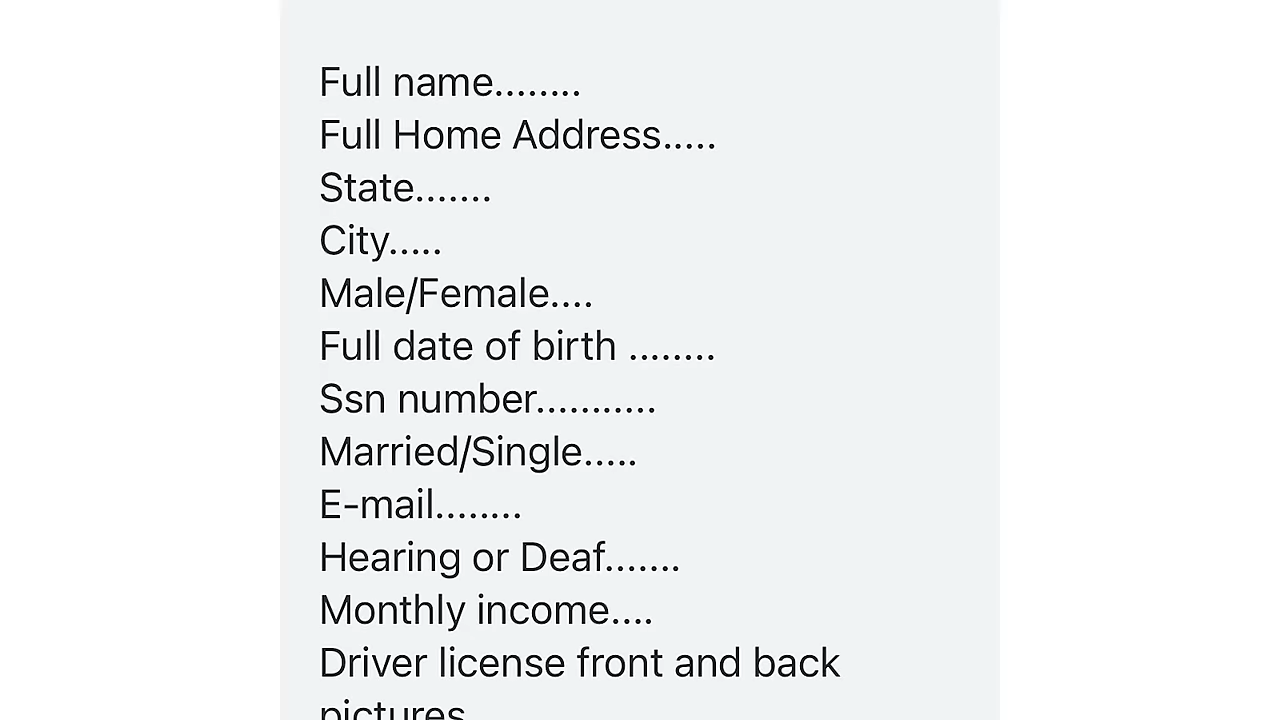 Full name........
Full Home Address.....
State.......
City.....
Male/Female....
Full date of birth ........
Ssn number...........
Married/Single.....
E-mail........
Hearing or Deaf.......
Monthly income....
Driver license front and back
pictures